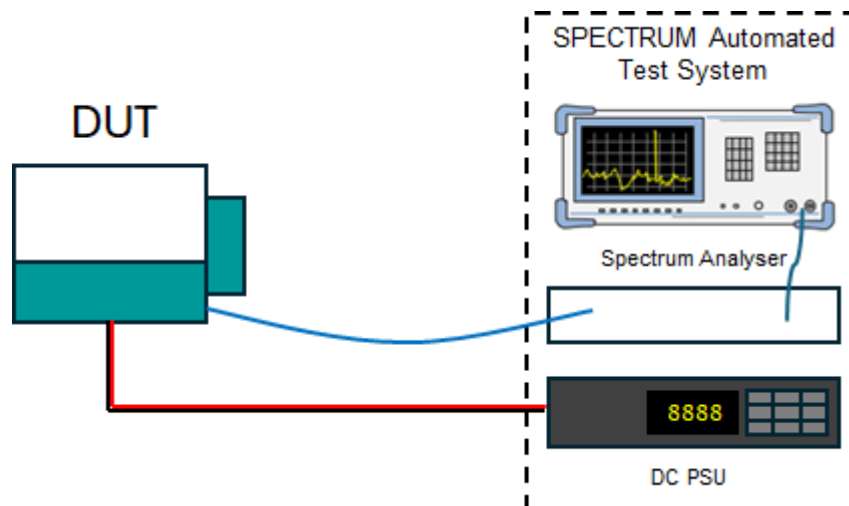 SPECTRUM Automated
Test System
DUT
Spectrum Analyser
8888
DC PSU